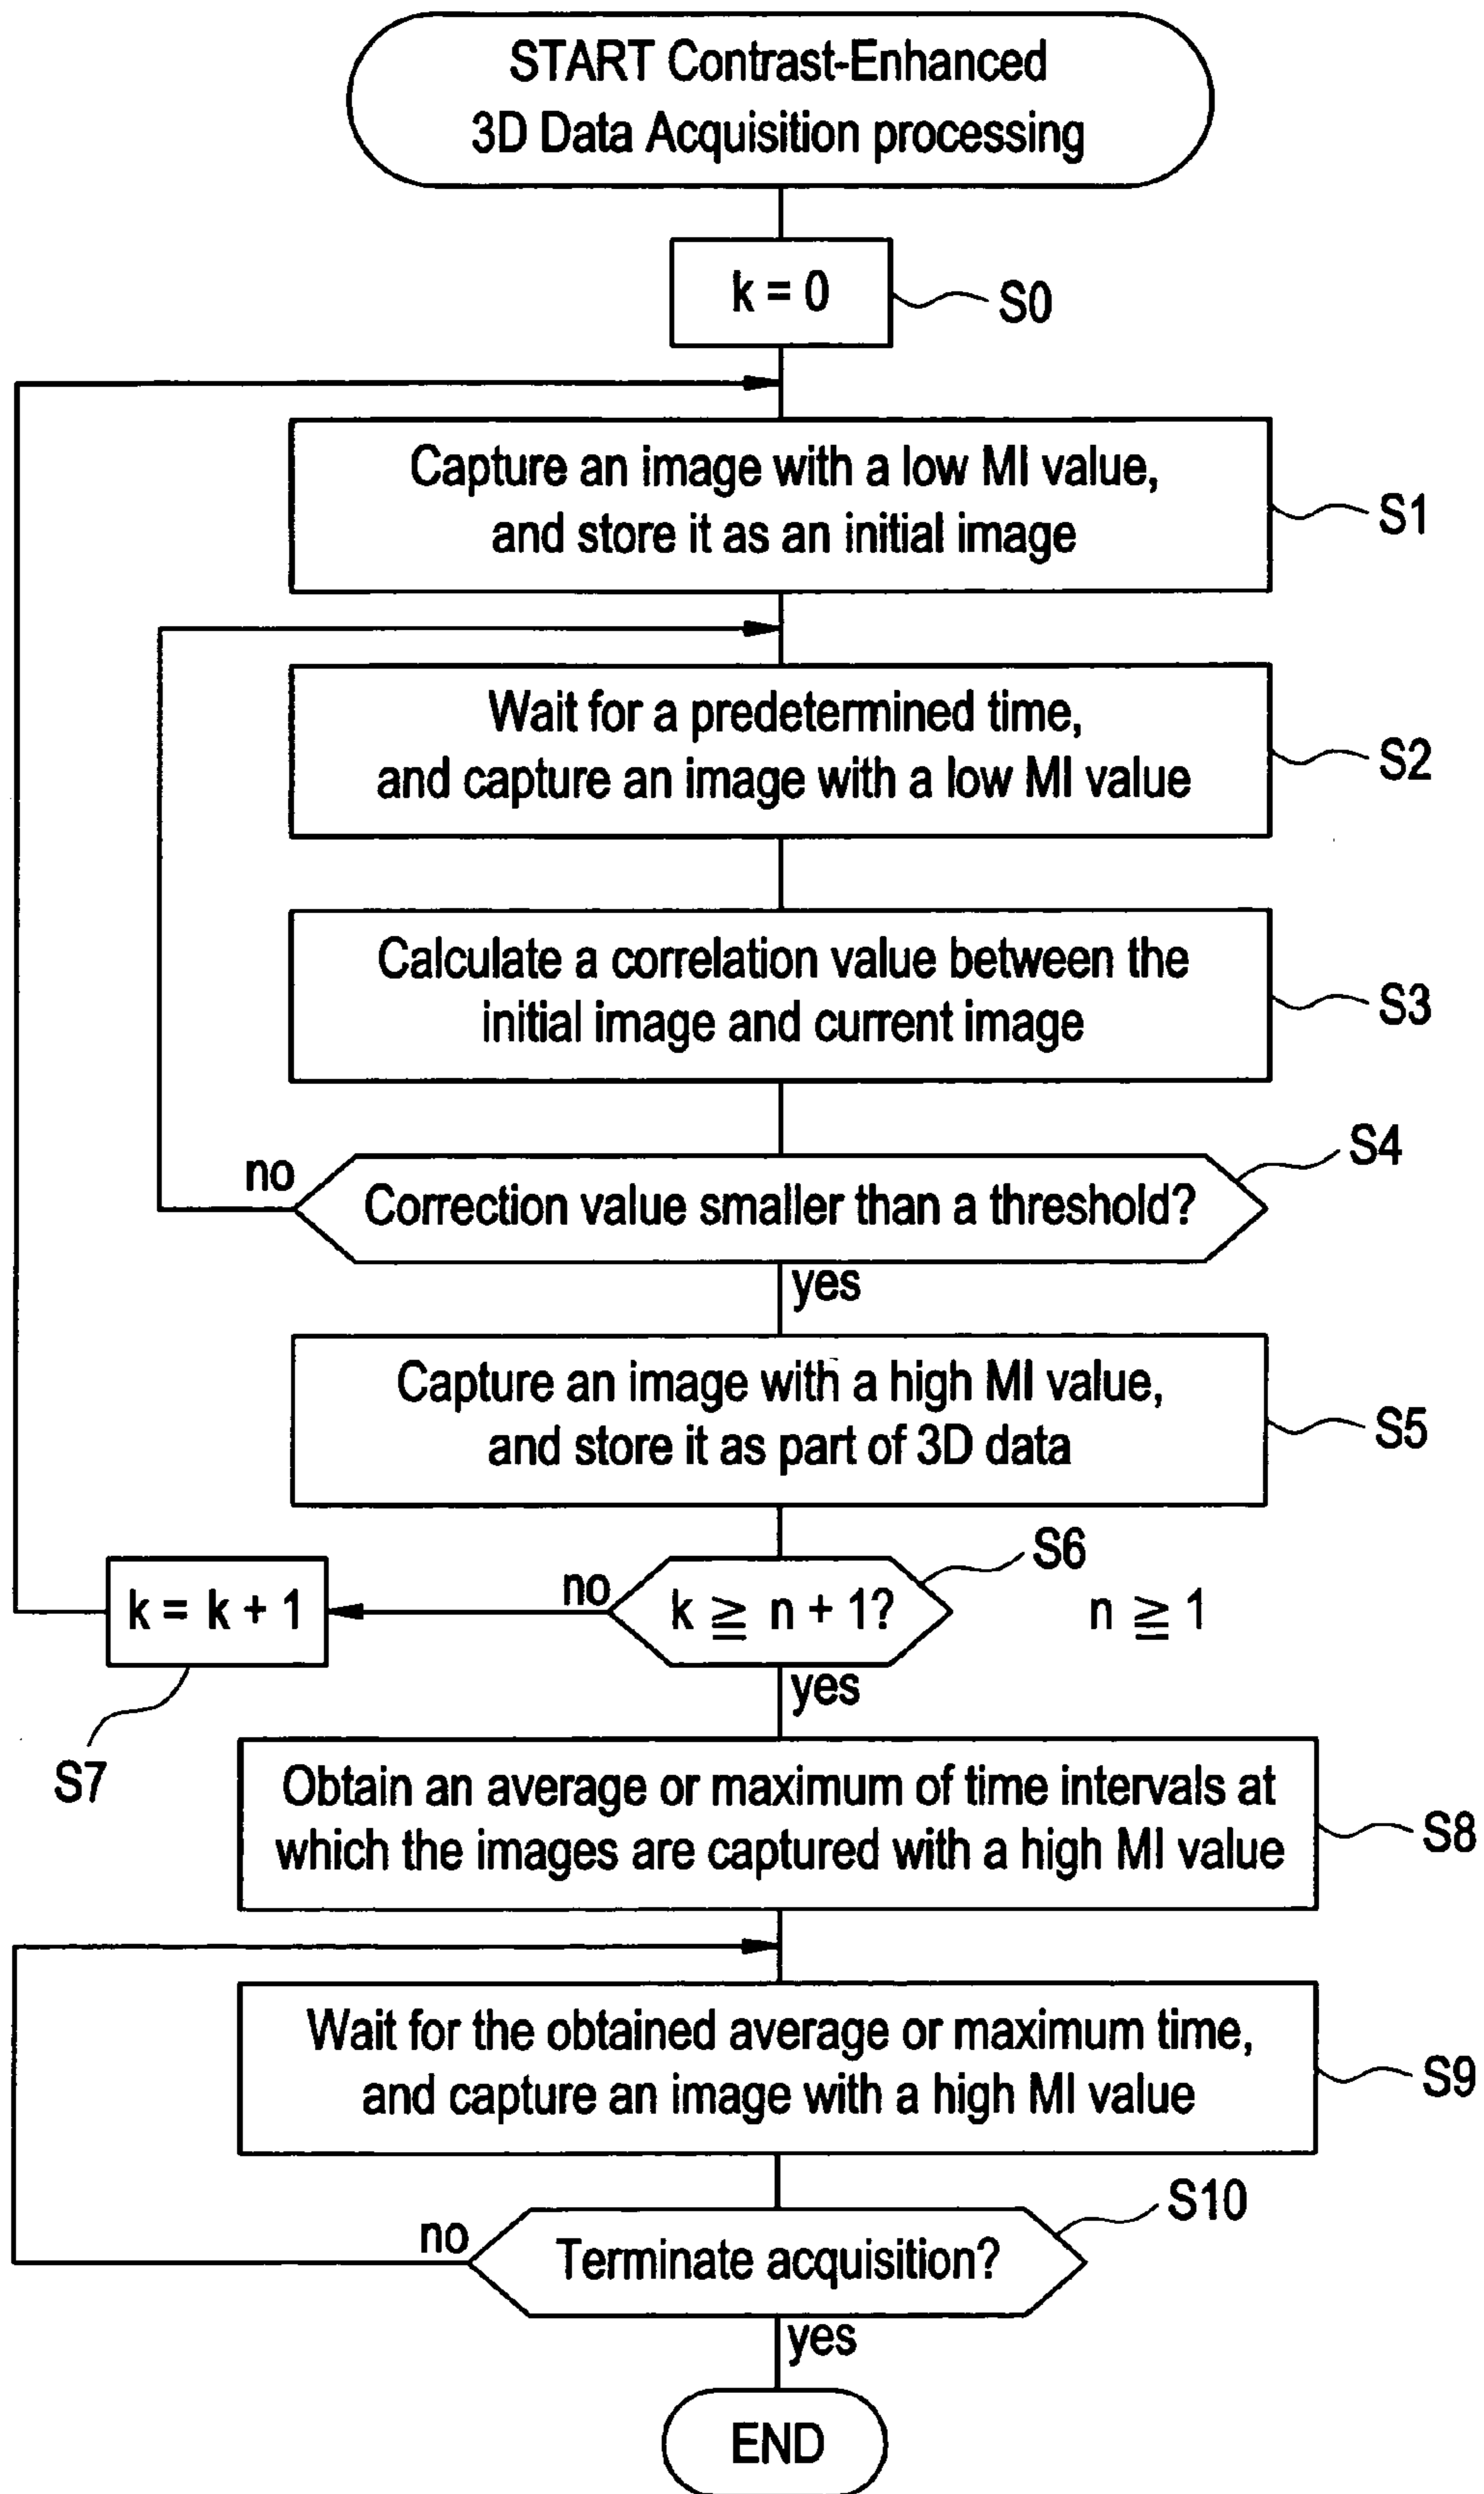 START Contrast-Enhanced
3D Data Acquisition processing
k = 0
S0
Capture an image with a low MI value,
and store it as an initial image
S1
Wait for a predetermined time,
and capture an image with a low MI value
S2
Calculate a correlation value between the
initial image and current image
S3
S4
no
Correction value smaller than a threshold?
yes
Capture an image with a high MI value,
and store it as part of 3D data
S5
S6
k = k + 1
no
k ≧ n + 1?
n ≧ 1
yes
S7
Obtain an average or maximum of time intervals at
which the images are captured with a high MI value
S8
Wait for the obtained average or maximum time,
and capture an image with a high MI value
S9
S10
no
Terminate acquisition?
yes
END